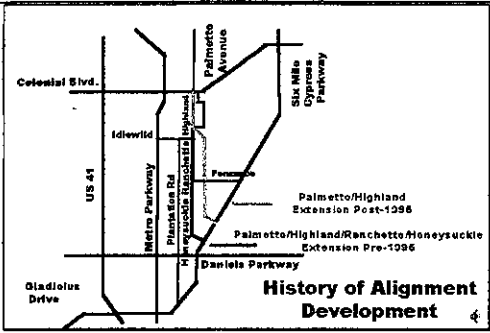 Palmetto
Avenue
Colonial Blvd.
Six Mile
Cypress
Parkway
Highland
Idlewild
US 41
Metro Parkway
Plantation Rd
Honeysuckle Ranchette
Palmetto/Highland
Extension Post-1996
Palmetto/Highland/Ranchette/Honeysuckle
Extension Pre-1996
Daniels Parkway
Gladiolus
Drive
History of Alignment
Development